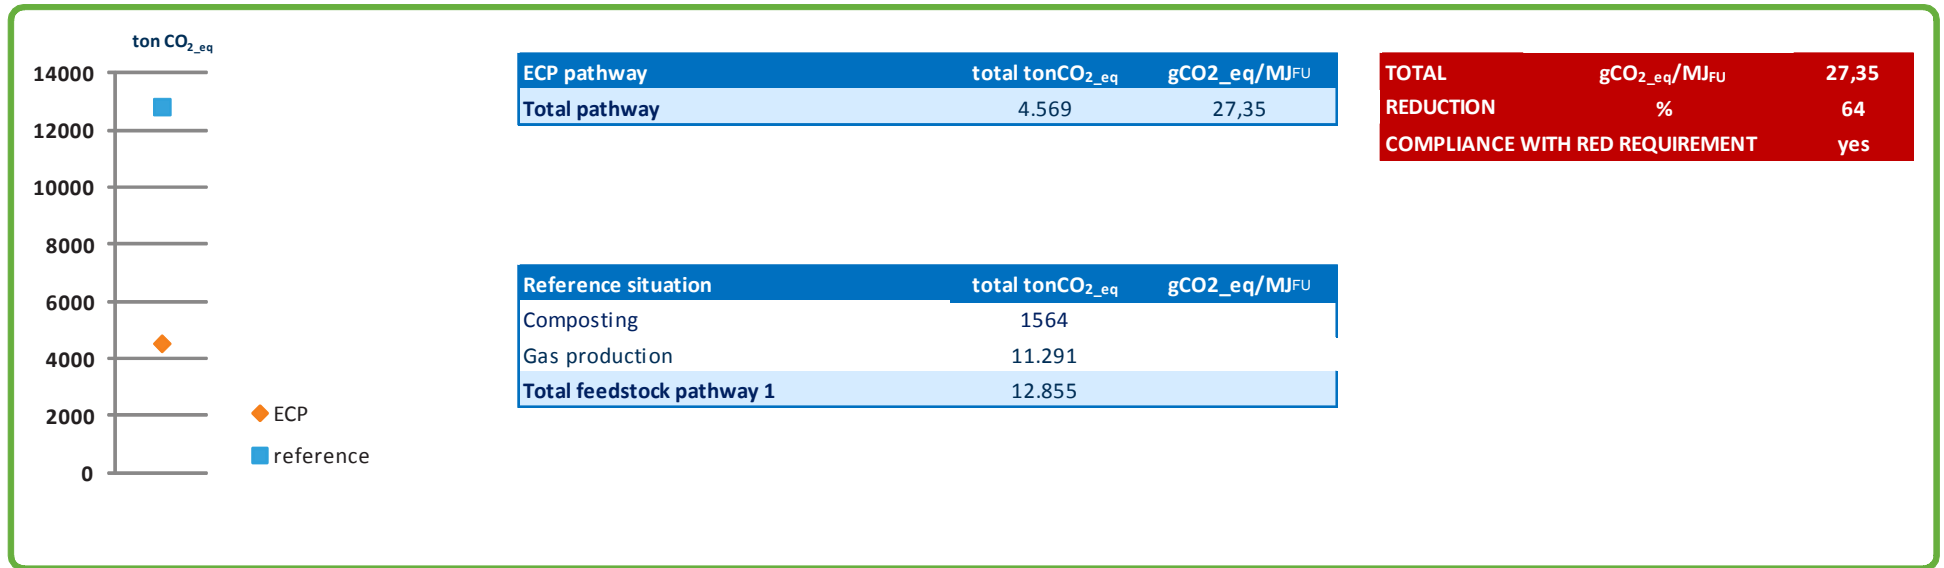 ton CO2_eq
14000
12000
10000
8000
6000
4000
2000
0
ECP
reference
ECP pathway total tonCO2_eq gCO2_eq/MJFU
Total pathway 4.569 27,35
Reference situation total tonCO2_eq gCO2_eq/MJFU
Composting 1564
Gas production 11.291
Total feedstock pathway 1 12.855
TOTAL gCO2_eq/MJFU 27,35
REDUCTION % 64
COMPLIANCE WITH RED REQUIREMENT yes